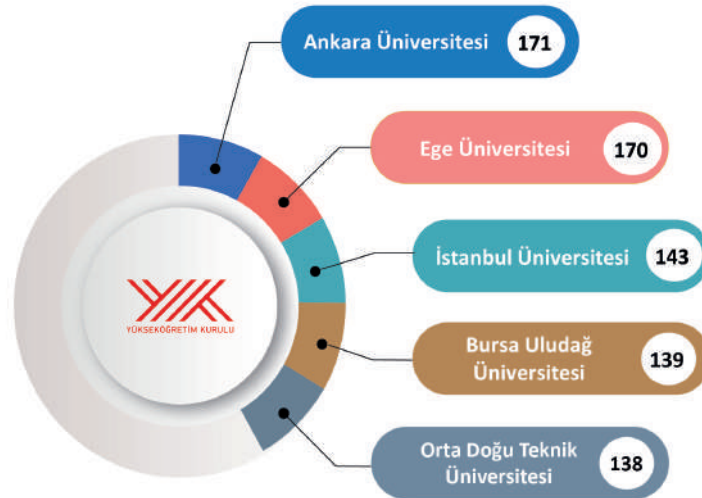 Ankara Üniversitesi 171
Ege Üniversitesi 170
İstanbul Üniversitesi 143
YÜKSEKÖĞRETİM KURULU
Bursa Uludağ
Üniversitesi 139
Orta Doğu Teknik
Üniversitesi 138